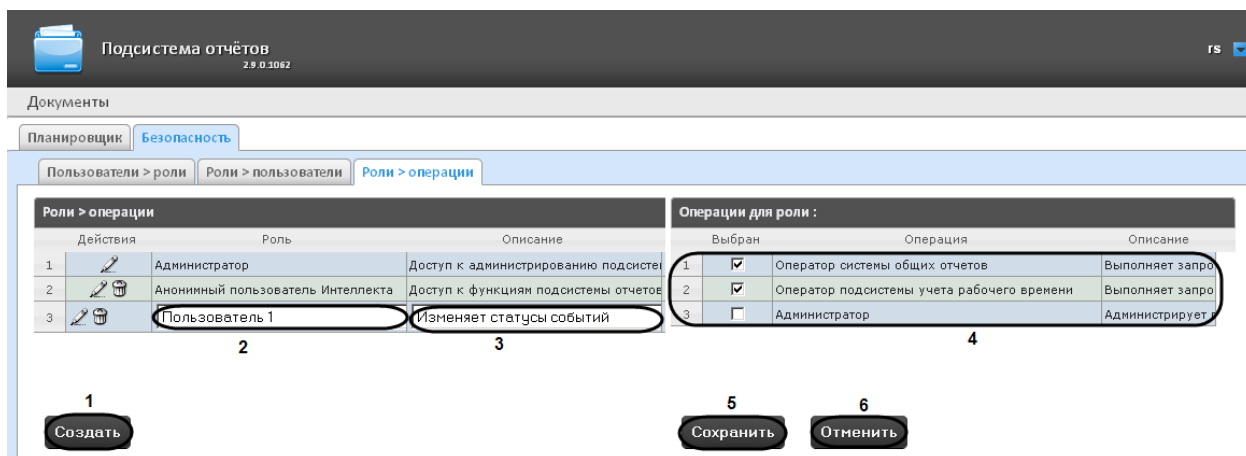 Подсистема отчётов
2.9.0.1062
rs
Документы
Планировщик Безопасность
Пользователи > роли Роли > пользователи Роли > операции
Роли > операции Операции для роли :
Действия Роль Описание Выбран Операция Описание
1 Администратор Доступ к администрированию подсистем 1 Оператор системы общих отчетов Выполняет запро
2 Анонимный пользователь Интеллекта Доступ к функциям подсистемы отчетов 2 Оператор подсистемы учета рабочего времени Выполняет запро
3 Пользователь 1 Изменяет статусы событий 3 Администратор Администрирует
2 3 4
1 5 6
Создать Сохранить Отменить